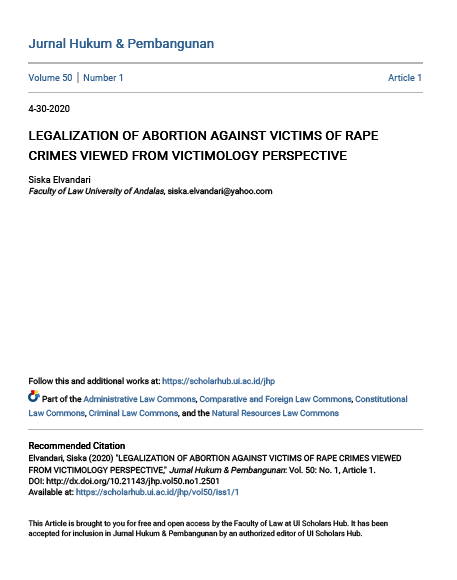 Jurnal Hukum & Pembangunan
Volume 50 | Number 1 Article 1
4-30-2020
LEGALIZATION OF ABORTION AGAINST VICTIMS OF RAPE
CRIMES VIEWED FROM VICTIMOLOGY PERSPECTIVE
Siska Elvandari
Faculty of Law University of Andalas, siska.elvandari@yahoo.com
Follow this and additional works at: https://scholarhub.ui.ac.id/jhp
Part of the Administrative Law Commons, Comparative and Foreign Law Commons, Constitutional
Law Commons, Criminal Law Commons, and the Natural Resources Law Commons
Recommended Citation
Elvandari, Siska (2020) "LEGALIZATION OF ABORTION AGAINST VICTIMS OF RAPE CRIMES VIEWED
FROM VICTIMOLOGY PERSPECTIVE," Jurnal Hukum & Pembangunan: Vol. 50: No. 1, Article 1.
DOI: http://dx.doi.org/10.21143/jhp.vol50.no1.2501
Available at: https://scholarhub.ui.ac.id/jhp/vol50/iss1/1
This Article is brought to you for free and open access by the Faculty of Law at UI Scholars Hub. It has been
accepted for inclusion in Jurnal Hukum & Pembangunan by an authorized editor of UI Scholars Hub.